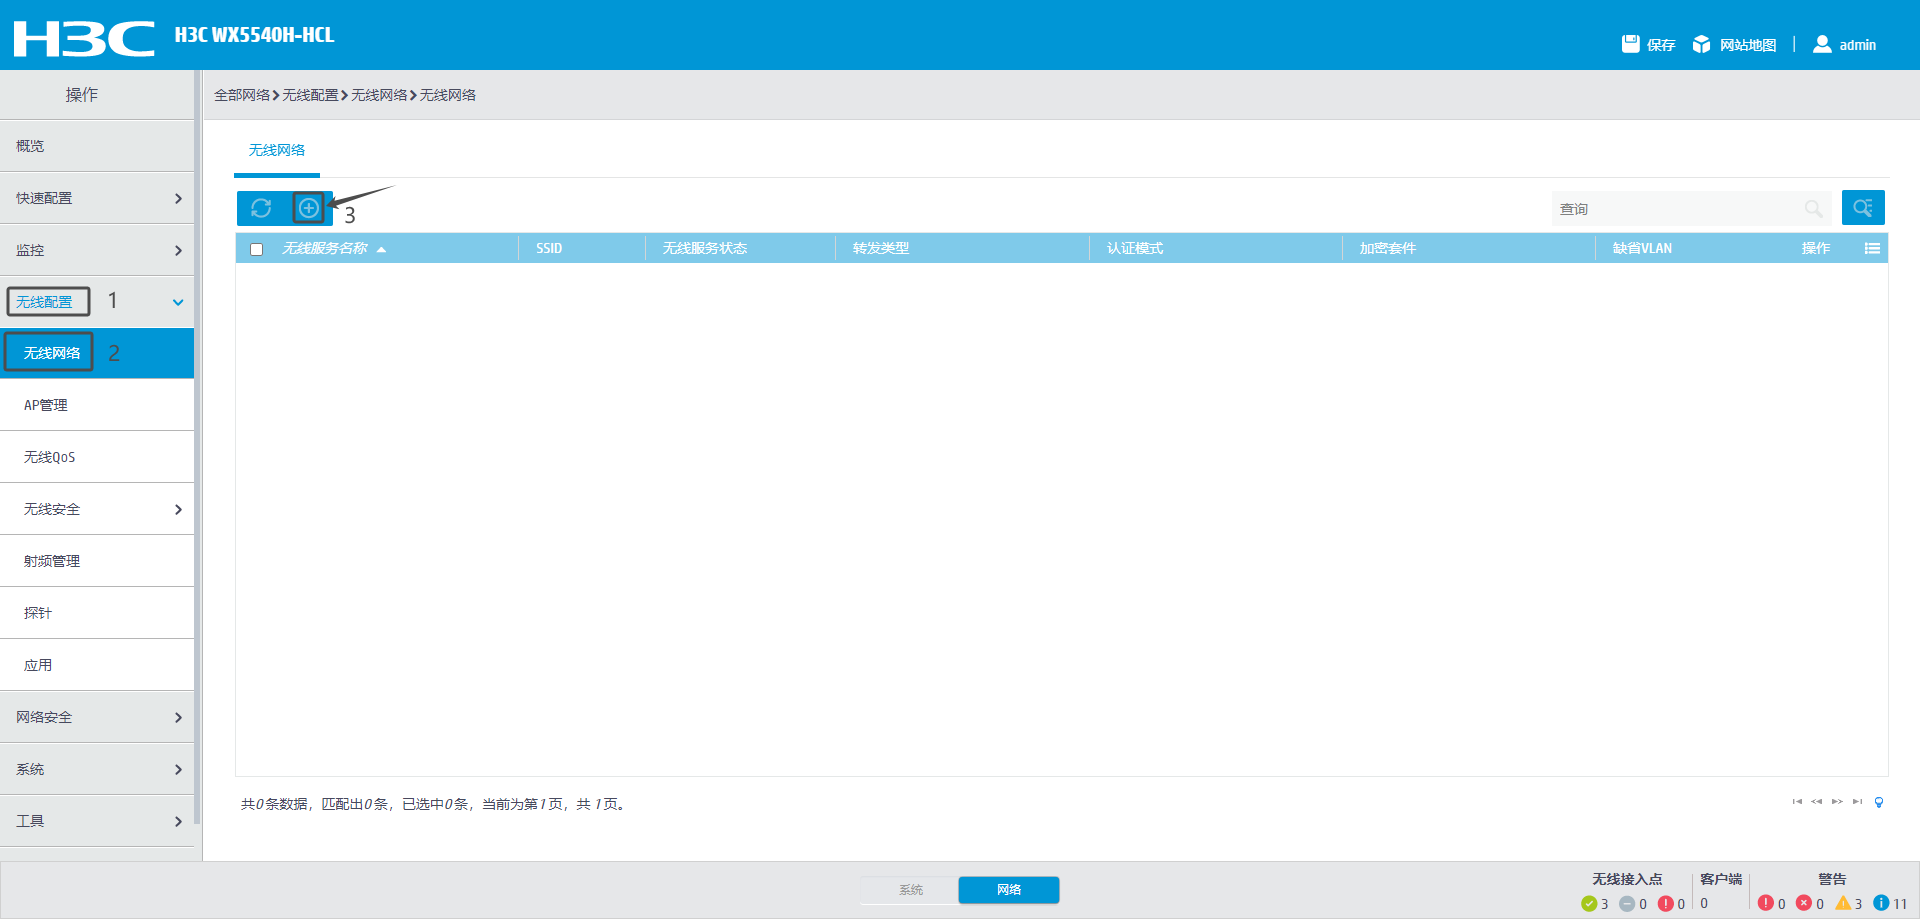 H3C
H3C WX5540H-HCL
保存 网站地图 | admin
操作
全部网络 > 无线配置 > 无线网络 > 无线网络
概览
快速配置
监控
无线配置 1
无线网络 2
AP管理
无线QoS
无线安全
射频管理
探针
应用
网络安全
系统
工具
无线网络
3
查询
无线服务名称 SSID 无线服务状态 转发类型 认证模式 加密套件 缺省VLAN 操作
共0条数据，匹配出0条，已选中0条，当前为第1页，共 1页。
系统 网络
无线接入点 客户端 警告
3 0 0 0 0 0 3 11